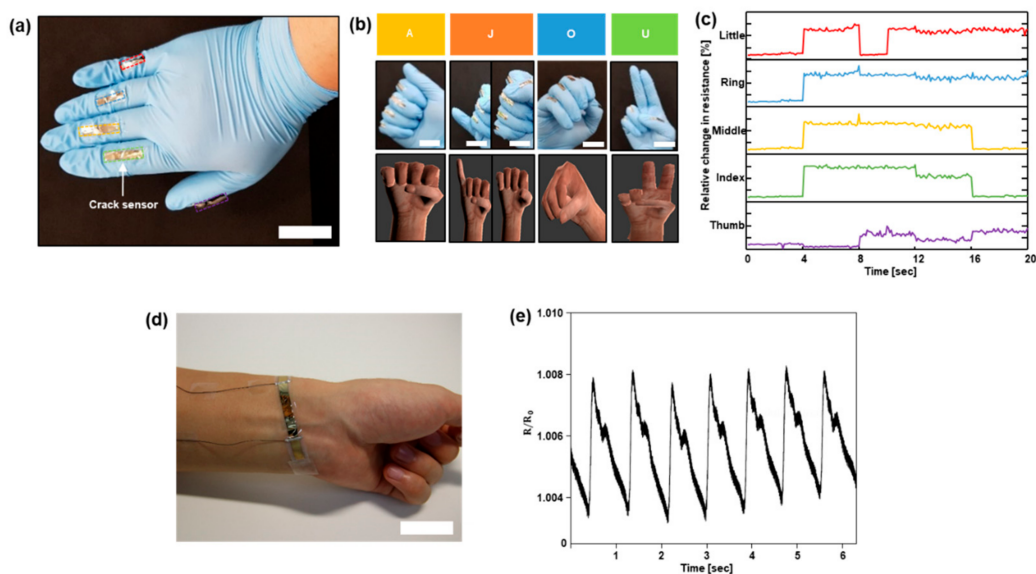 (a)
Crack sensor
(b)
A J O U
(c)
Relative change in resistance [%]
Little
Ring
Middle
Index
Thumb
0 4 8 12 16 20
Time [sec]
(d)
(e)
R/R0
1.010
1.008
1.006
1.004
0
1 2 3 4 5 6
Time [sec]